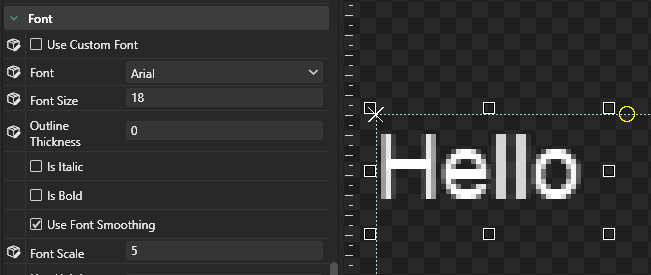 Font
Use Custom Font
Font Arial
Font Size 18
Outline Thickness 0
Is Italic
Is Bold
Use Font Smoothing
Font Scale 5
Hello